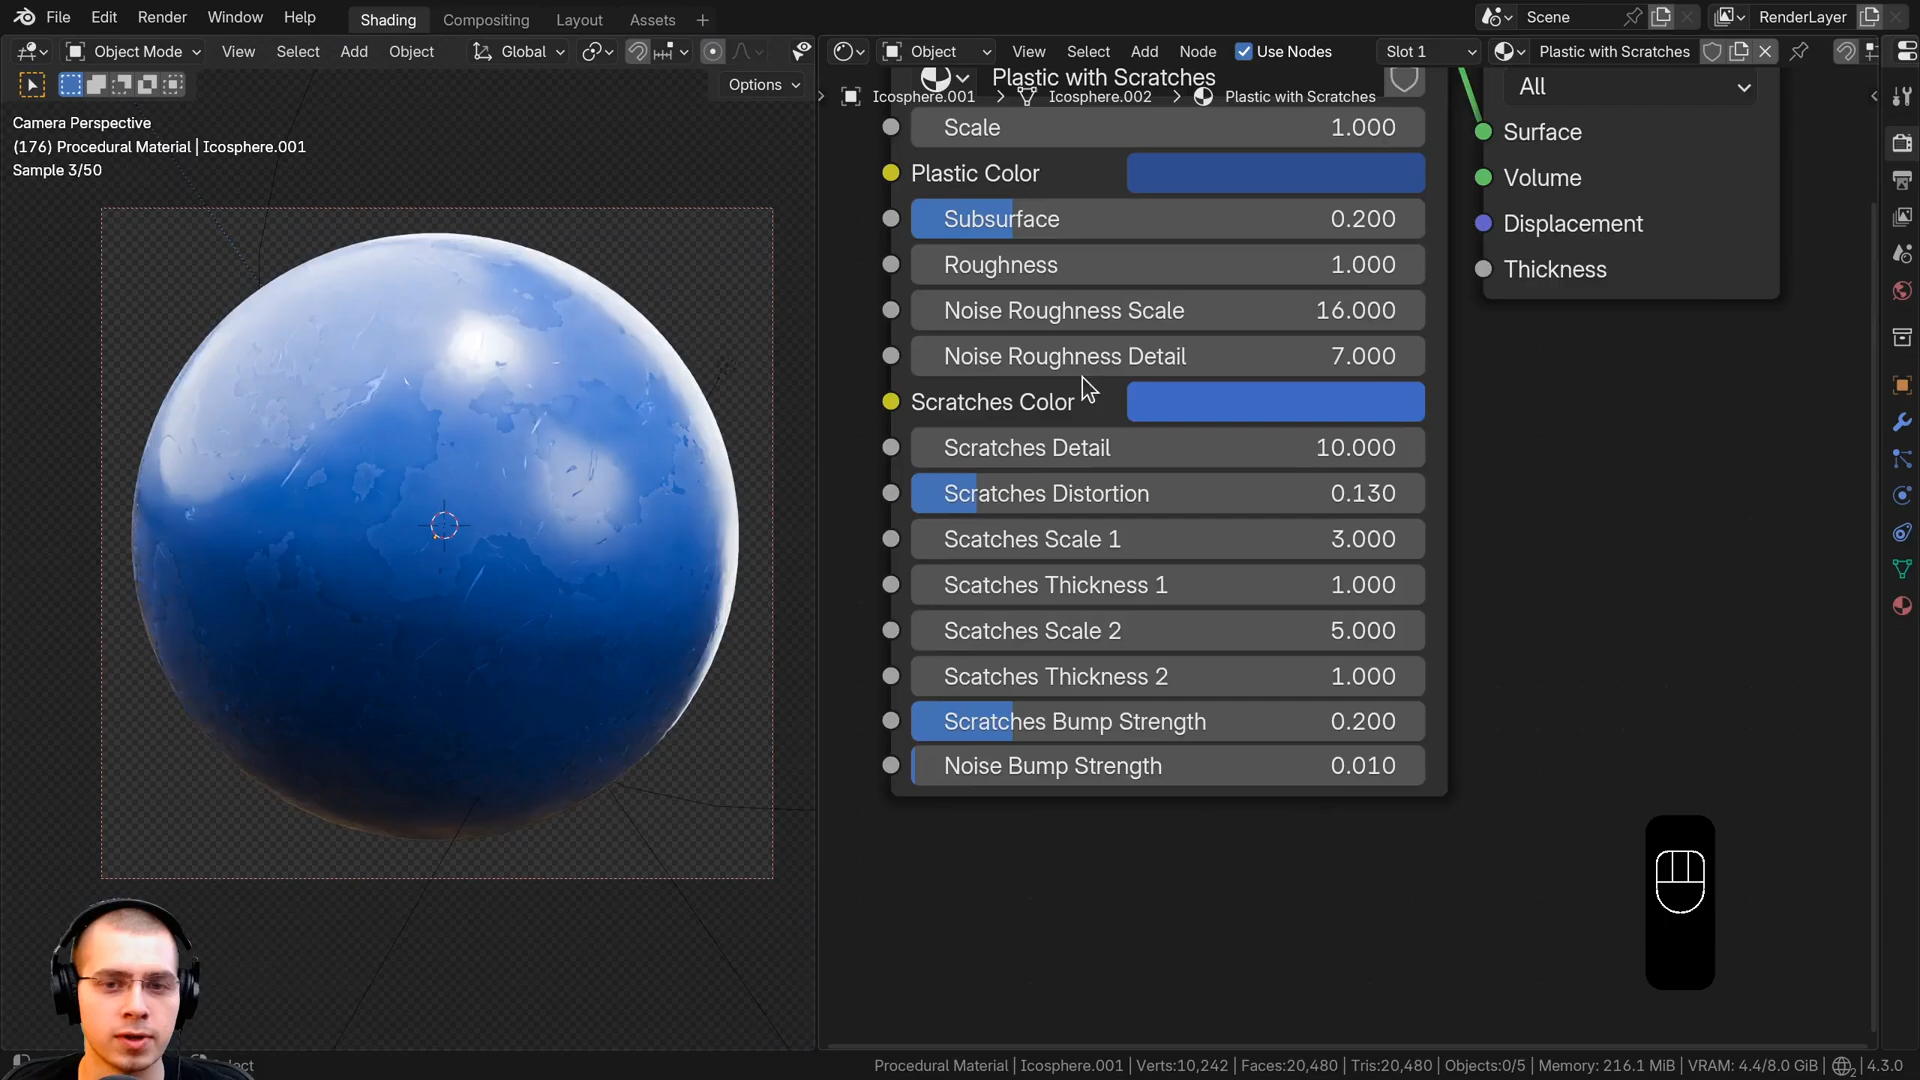 File Edit Render Window Help Shading Compositing Layout Assets Scene RenderLayer
Object Mode View Select Add Object Global Object View Select Add Node Use Nodes Slot 1 Plastic with Scratches
Options
Plastic with Scratches
Icosphere.001 Icosphere.002 Plastic with Scratches
Camera Perspective
(176) Procedural Material | Icosphere.001
Sample 3/50
Scale 1.000
Plastic Color
Subsurface 0.200
Roughness 1.000
Noise Roughness Scale 16.000
Noise Roughness Detail 7.000
Scratches Color
Scratches Detail 10.000
Scratches Distortion 0.130
Scatches Scale 1 3.000
Scatches Thickness 1 1.000
Scatches Scale 2 5.000
Scatches Thickness 2 1.000
Scratches Bump Strength 0.200
Noise Bump Strength 0.010
All
Surface
Volume
Displacement
Thickness
Procedural Material | Icosphere.001 | Verts:10,242 | Faces:20,480 | Tris:20,480 | Objects:0/5 | Memory: 216.1 MiB | VRAM: 4.4/8.0 GiB | 2 | 4.3.0